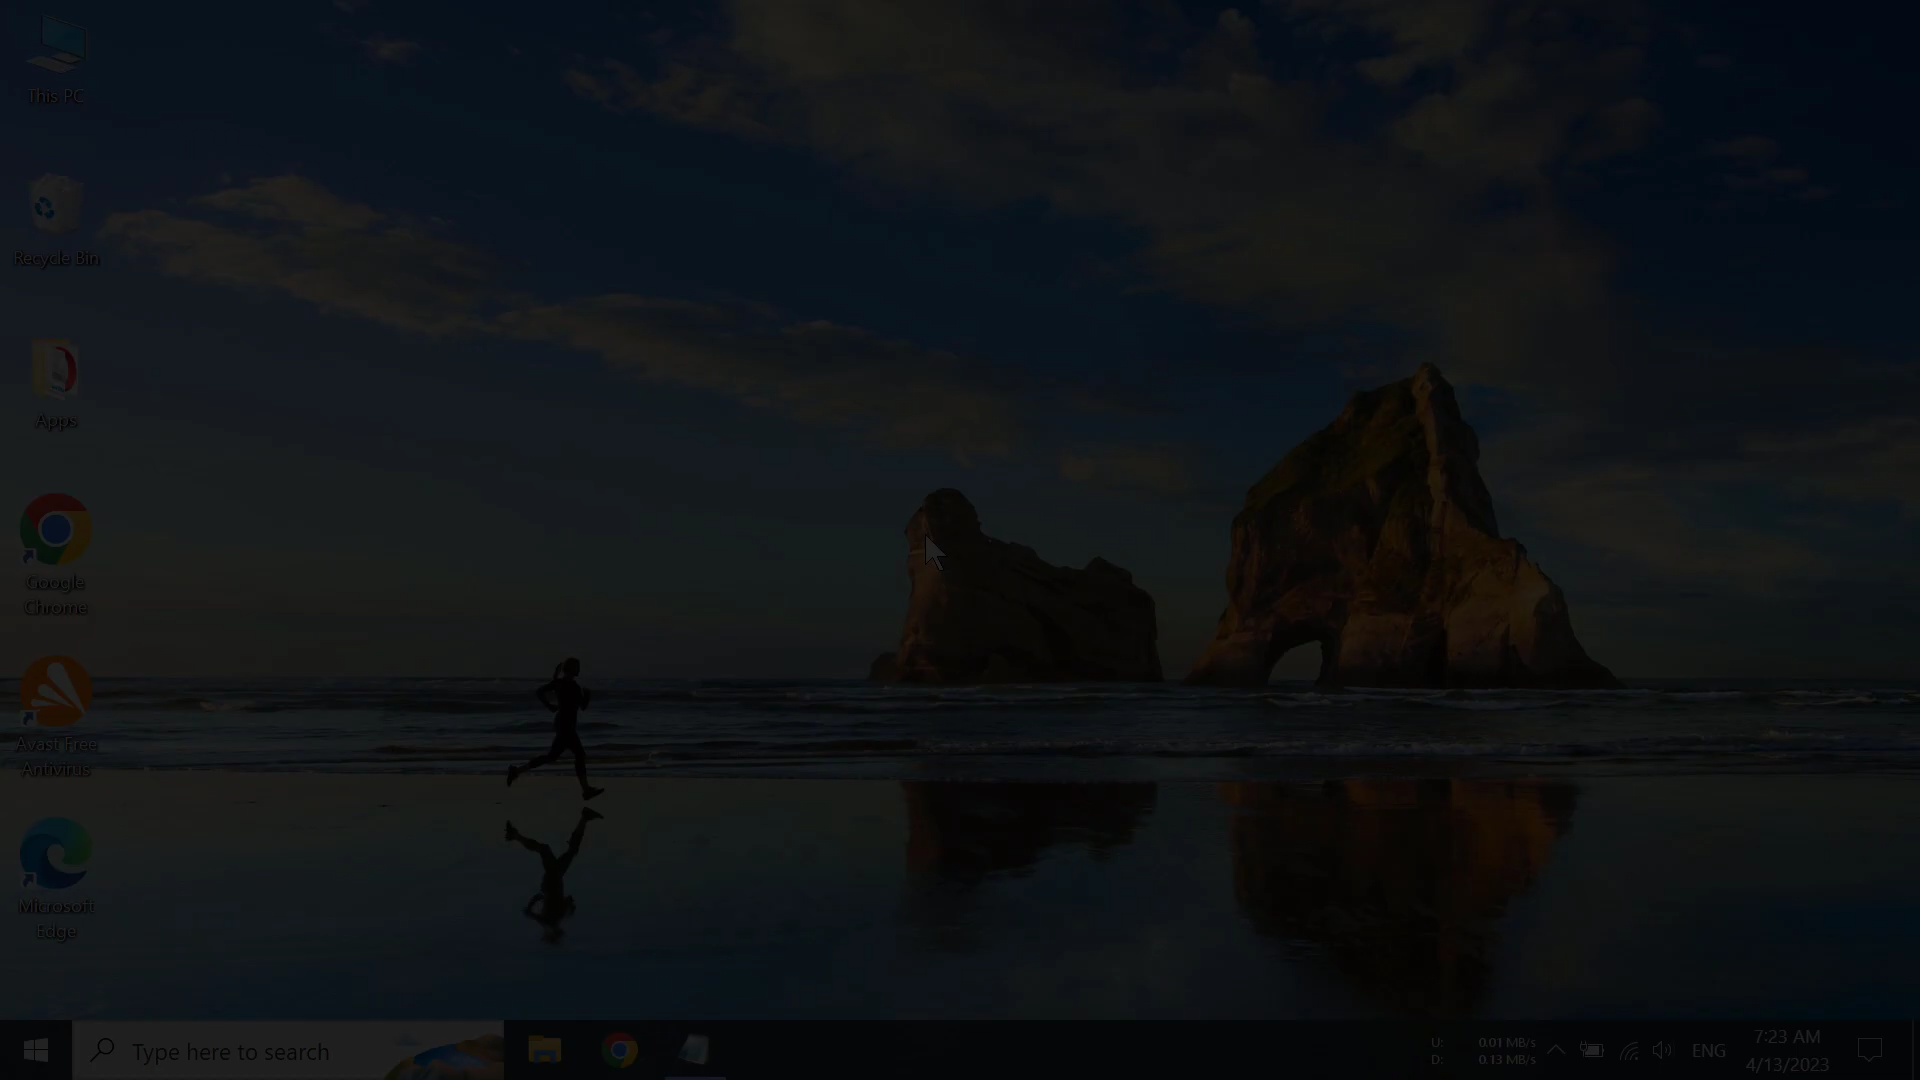 This PC
Recycle Bin
Apps
Google
Chrome
Avast Free
Antivirus
Microsoft
Edge
Type here to search
U: 0.01 MB/s
D: 0.13 MB/s
ENG
7:23 AM
4/13/2023